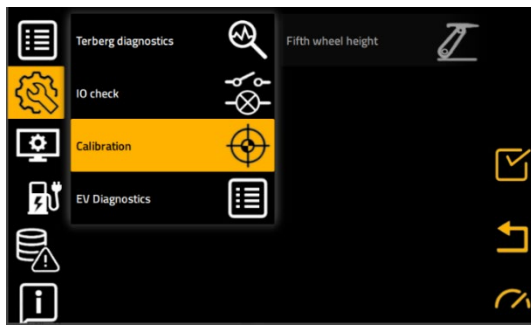 Terberg diagnostics
Fifth wheel height
IO check
Calibration
EV Diagnostics